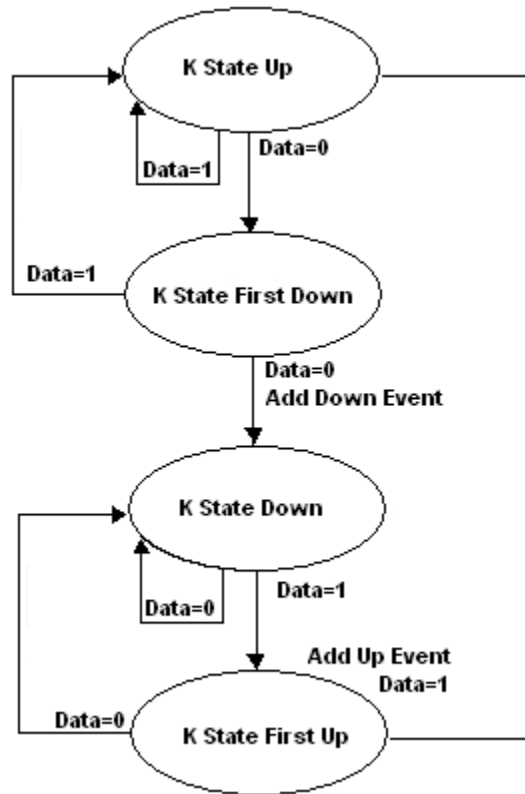 K State Up
Data=1
Data=0
Data=1
K State First Down
Data=0
Add Down Event
K State Down
Data=0
Data=1
Add Up Event
Data=1
Data=0
K State First Up